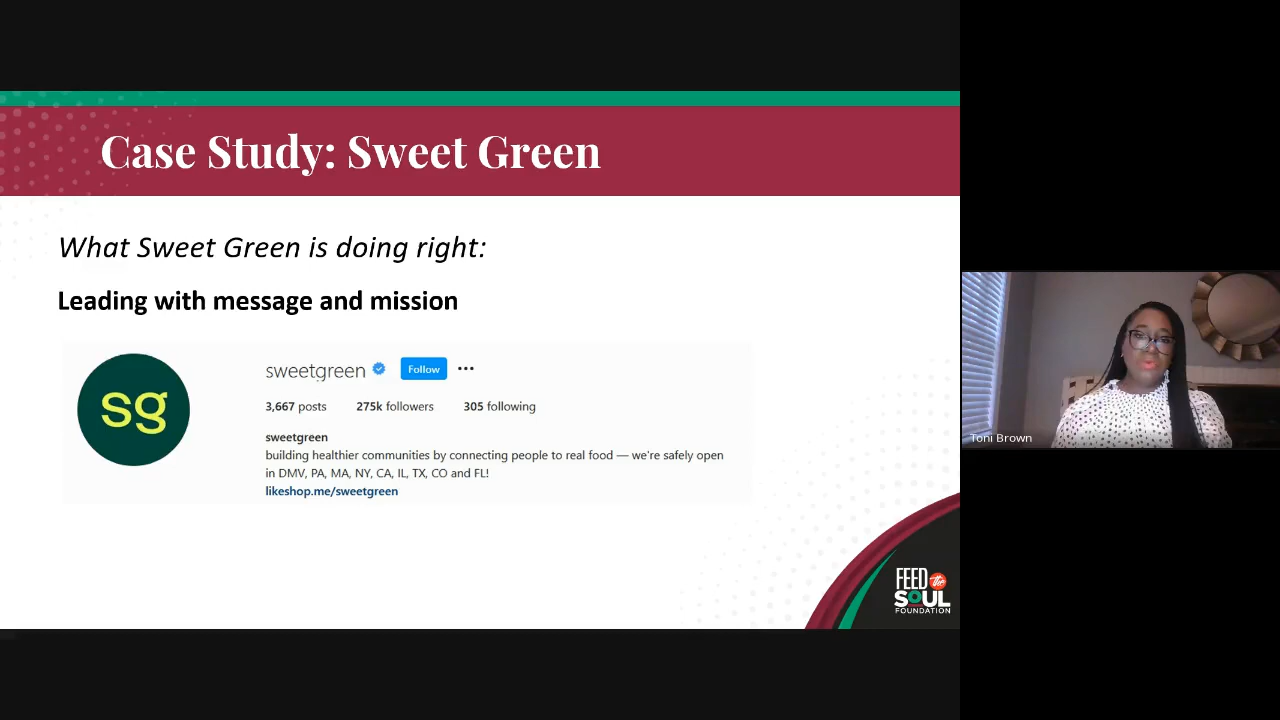 Case Study: Sweet Green
What Sweet Green is doing right:
Leading with message and mission
sg
sweetgreen Follow •••
3,667 posts 275k followers 305 following
sweetgreen
building healthier communities by connecting people to real food — we're safely open
in DMV, PA, MA, NY, CA, IL, TX, CO and FL!
likeshop.me/sweetgreen
Toni Brown
FEED the
SOUL
FOUNDATION